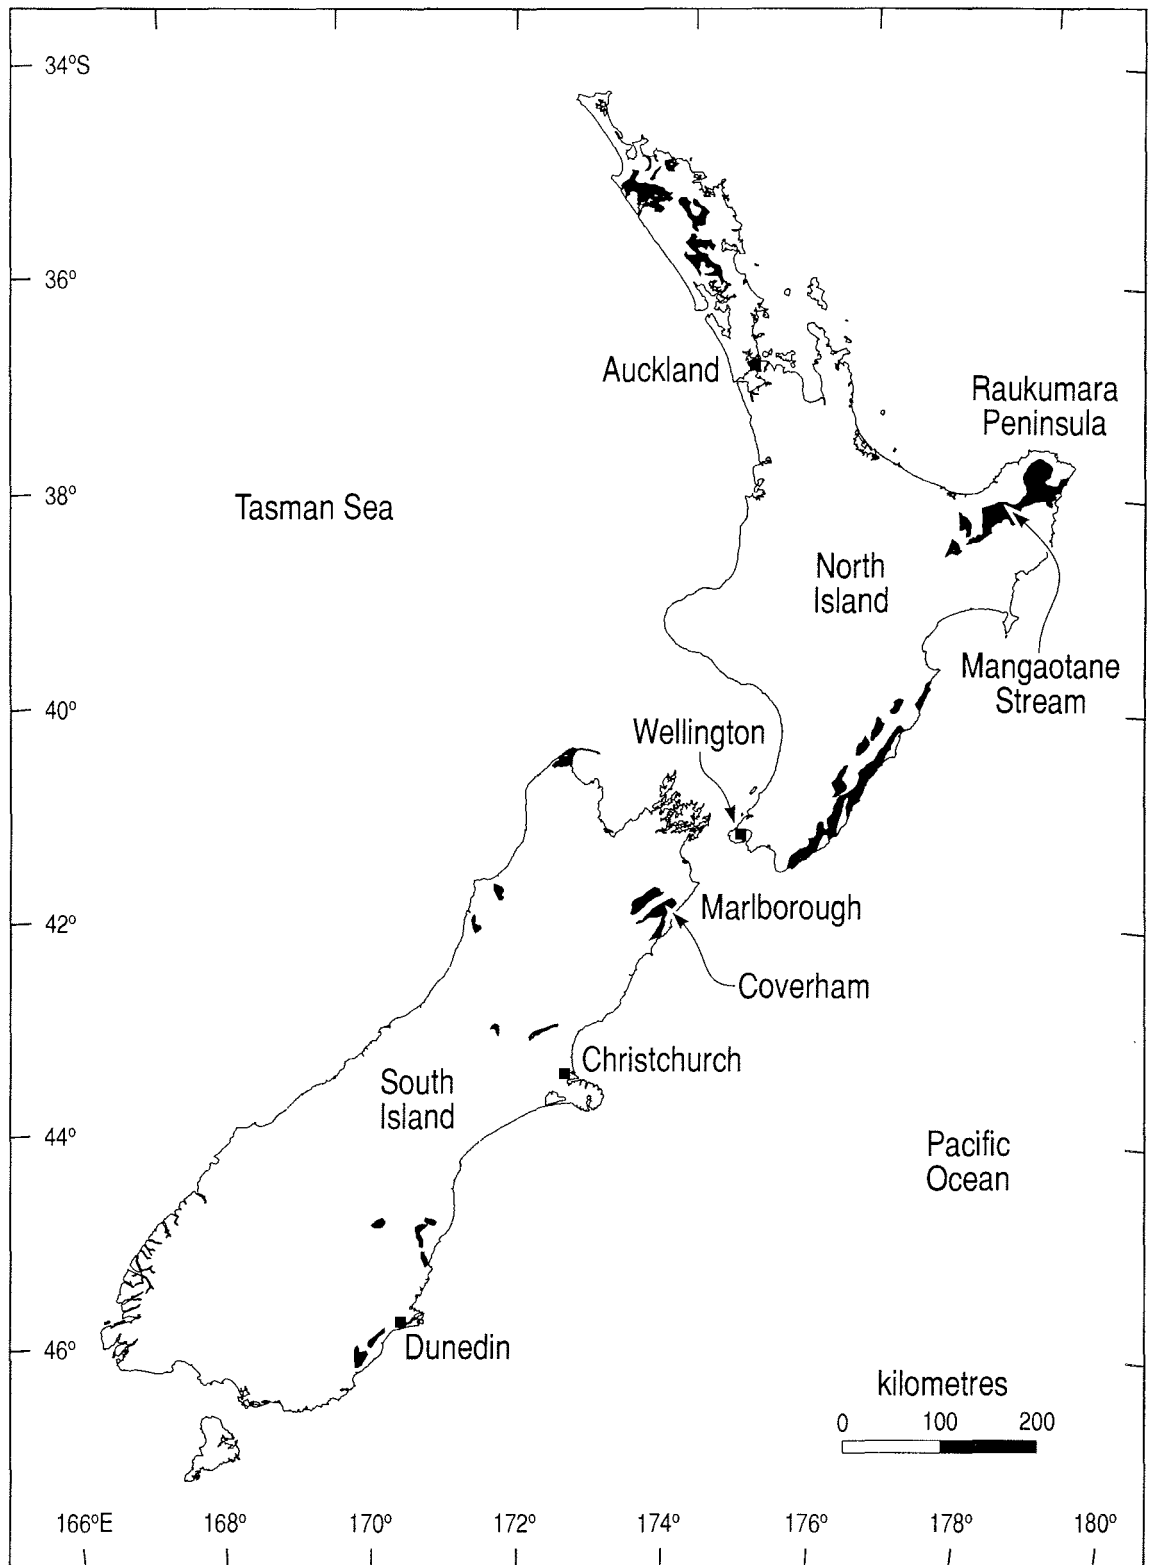 34°S
36°
Auckland
Raukumara
Peninsula
38°
Tasman Sea
North
Island
Mangaotane
Stream
40°
Wellington
Marlborough
42°
Coverham
Christchurch
South
Island
44°
Pacific
Ocean
Dunedin
46°
kilometres
0 100 200
166°E 168° 170° 172° 174° 176° 178° 180°